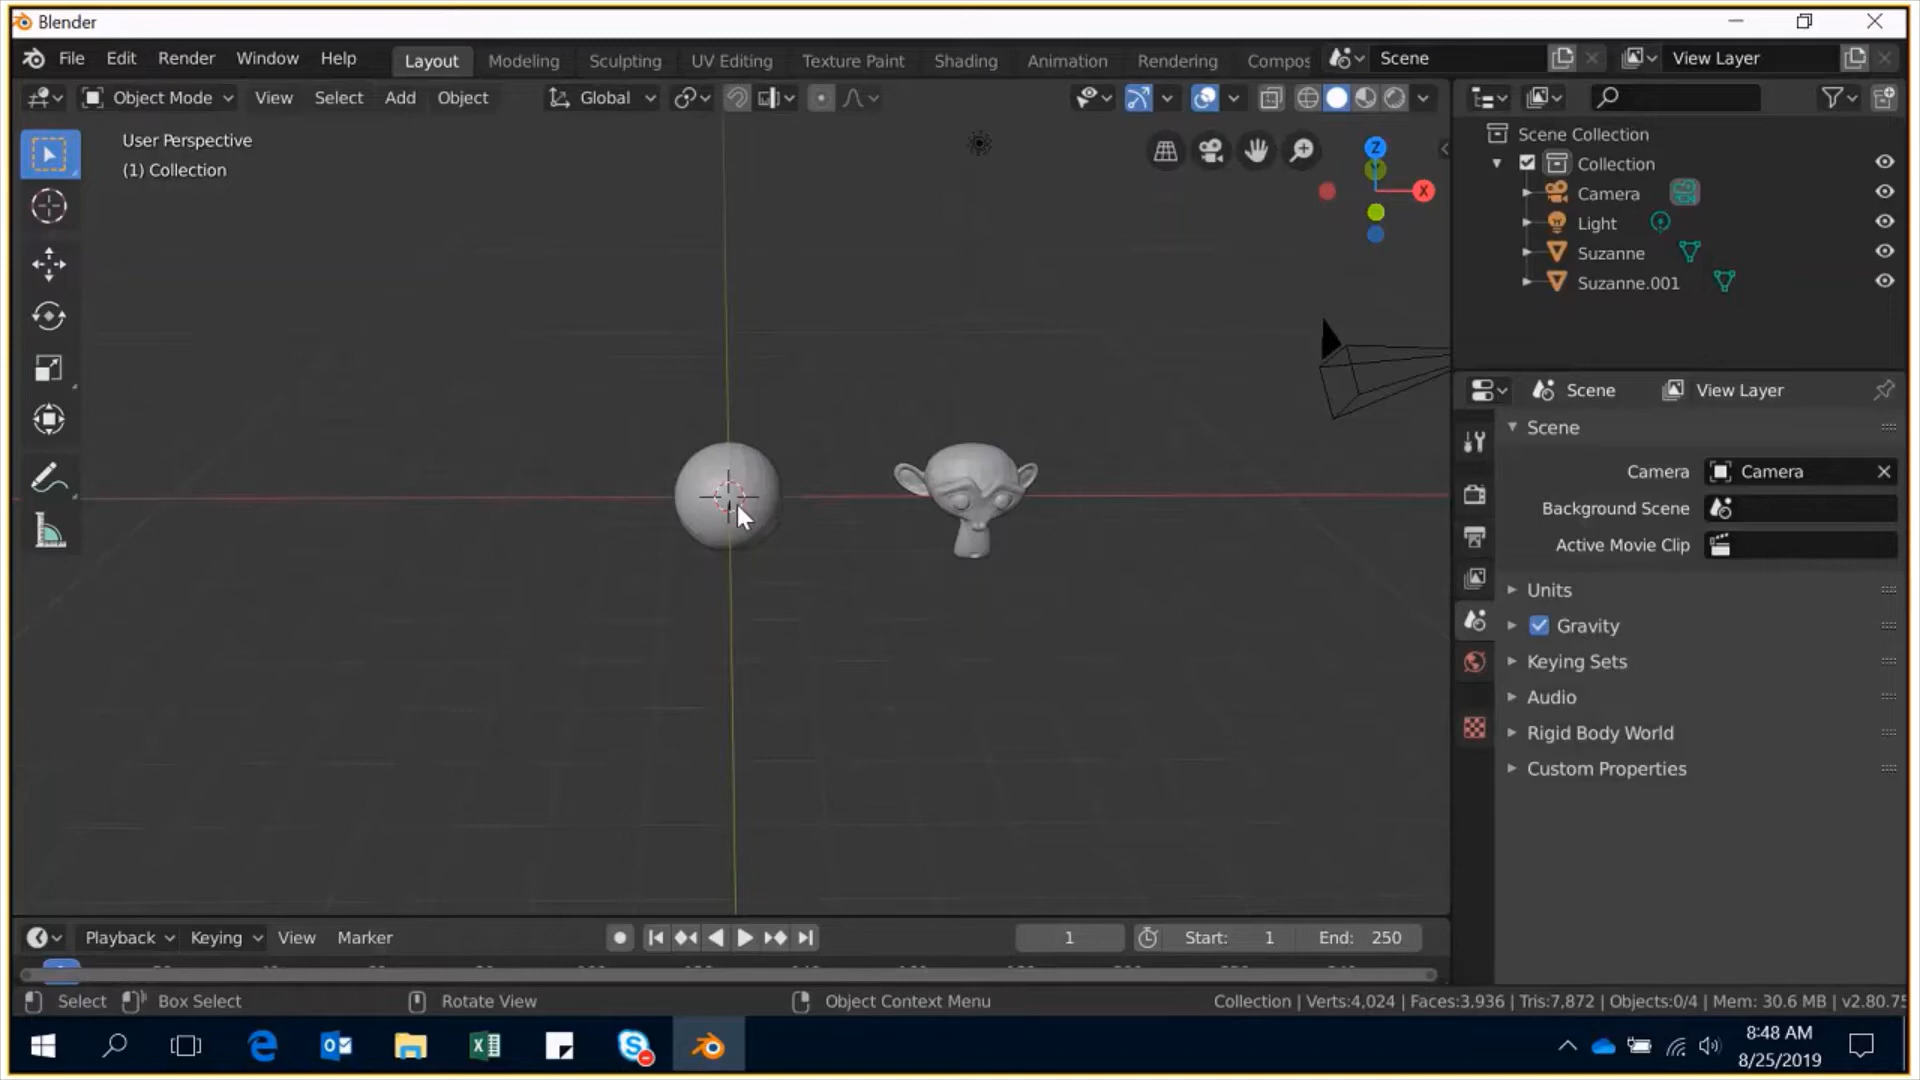 Blender
File Edit Render Window Help Layout Modeling Sculpting UV Editing Texture Paint Shading Animation Rendering Compos Scene View Layer
Object Mode View Select Add Object Global
User Perspective
(1) Collection
Z
X
Scene Collection
Collection
Camera
Light
Suzanne
Suzanne.001
Scene View Layer
Scene
Camera Camera
Background Scene
Active Movie Clip
Units
Gravity
Keying Sets
Audio
Rigid Body World
Custom Properties
Playback Keying View Marker 1 Start: 1 End: 250
Select Box Select Rotate View Object Context Menu Collection | Verts:4,024 | Faces:3,936 | Tris:7,872 | Objects:0/4 | Mem: 30.6 MB | v2.80.75
8:48 AM
8/25/2019